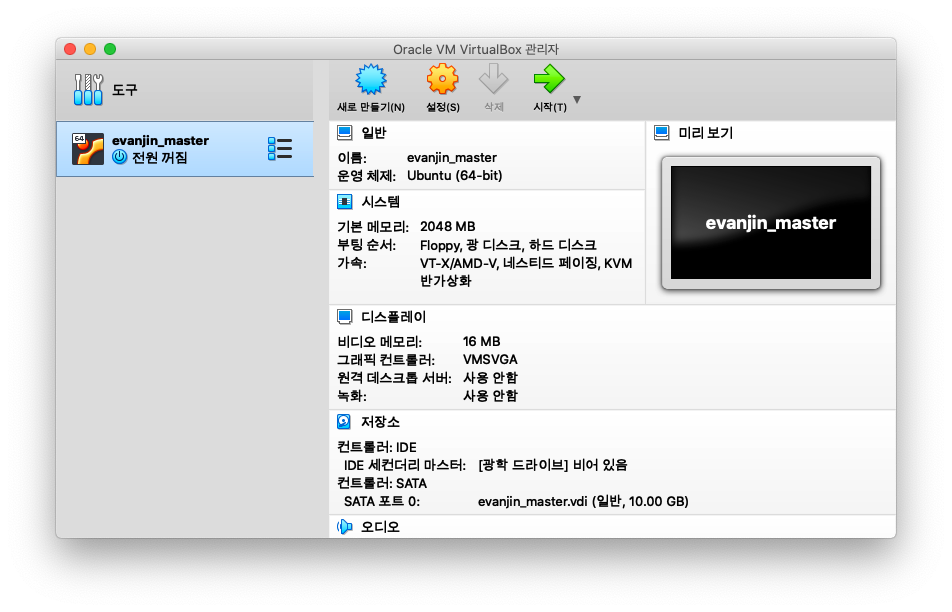 Oracle VM VirtualBox 관리자
도구
새로 만들기(N) 설정(S) 삭제 시작(T)
64
evanjin_master
전원 꺼짐
일반
이름: evanjin_master
운영 체제: Ubuntu (64-bit)
시스템
기본 메모리: 2048 MB
부팅 순서: Floppy, 광 디스크, 하드 디스크
가속: VT-X/AMD-V, 네스티드 페이징, KVM
반가상화
미리 보기
evanjin_master
디스플레이
비디오 메모리: 16 MB
그래픽 컨트롤러: VMSVGA
원격 데스크톱 서버: 사용 안함
녹화: 사용 안함
저장소
컨트롤러: IDE
IDE 세컨더리 마스터: [광학 드라이브] 비어 있음
컨트롤러: SATA
SATA 포트 0: evanjin_master.vdi (일반, 10.00 GB)
오디오